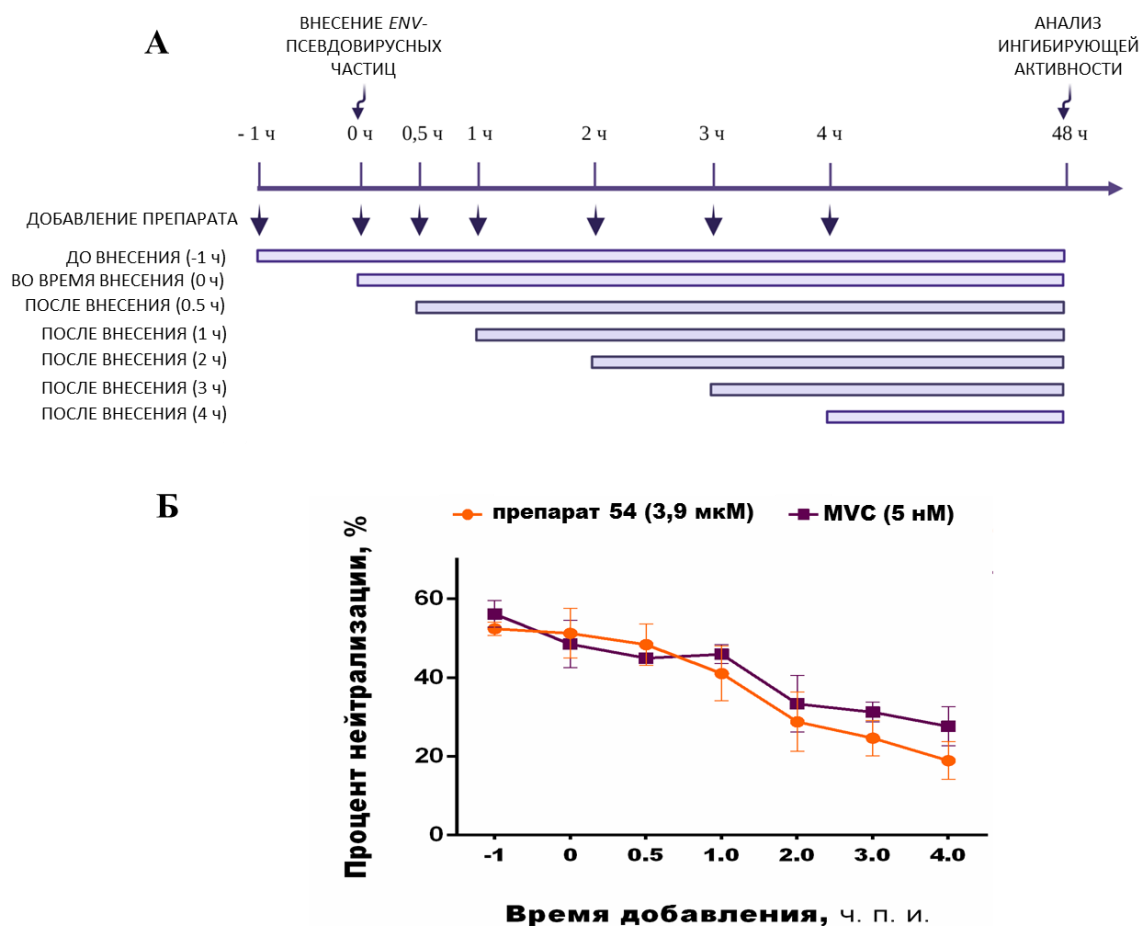 А
ВНЕСЕНИЕ ENV-
ПСЕВДОВИРУСНЫХ
ЧАСТИЦ
АНАЛИЗ
ИНГИБИРУЮЩЕЙ
АКТИВНОСТИ
- 1 ч 0 ч 0,5 ч 1 ч 2 ч 3 ч 4 ч 48 ч
ДОБАВЛЕНИЕ ПРЕПАРАТА
ДО ВНЕСЕНИЯ (-1 ч)
ВО ВРЕМЯ ВНЕСЕНИЯ (0 ч)
ПОСЛЕ ВНЕСЕНИЯ (0.5 ч)
ПОСЛЕ ВНЕСЕНИЯ (1 ч)
ПОСЛЕ ВНЕСЕНИЯ (2 ч)
ПОСЛЕ ВНЕСЕНИЯ (3 ч)
ПОСЛЕ ВНЕСЕНИЯ (4 ч)
Б
препарат 54 (3,9 мкМ) MVC (5 нМ)
Процент нейтрализации, %
60
40
20
0
-1 0 0.5 1.0 2.0 3.0 4.0
Время добавления, ч. п. и.